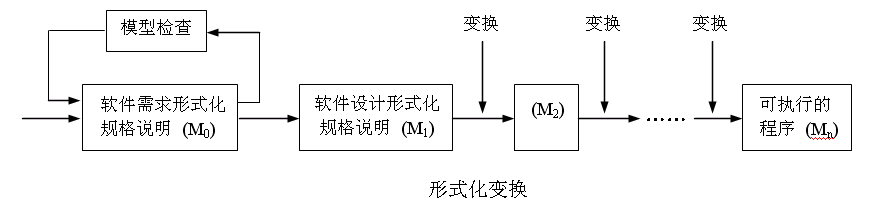 模型检查
变换
变换
变换
软件需求形式化
规格说明 (M0)
软件设计形式化
规格说明 (M1)
(M2)
……
可执行的
程序 (Mn)
形式化变换